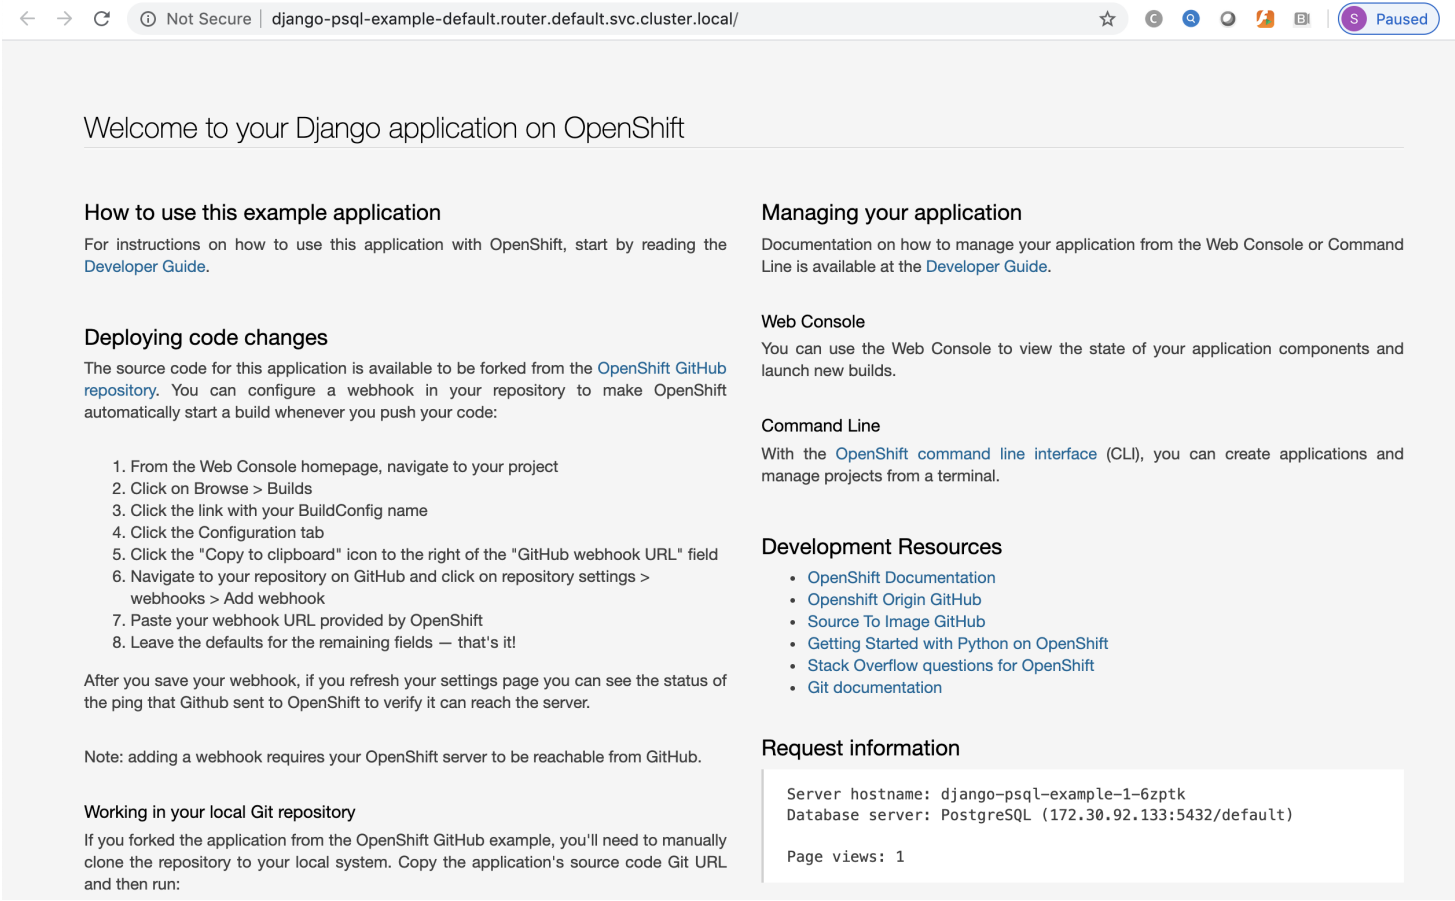 Not Secure
django-psql-example-default.router.default.svc.cluster.local/
S
Paused
Welcome to your Django application on OpenShift
How to use this example application
For instructions on how to use this application with OpenShift, start by reading the
Developer Guide.
Deploying code changes
The source code for this application is available to be forked from the OpenShift GitHub
repository. You can configure a webhook in your repository to make OpenShift
automatically start a build whenever you push your code:
1. From the Web Console homepage, navigate to your project
2. Click on Browse > Builds
3. Click the link with your BuildConfig name
4. Click the Configuration tab
5. Click the "Copy to clipboard" icon to the right of the "GitHub webhook URL" field
6. Navigate to your repository on GitHub and click on repository settings >
webhooks > Add webhook
7. Paste your webhook URL provided by OpenShift
8. Leave the defaults for the remaining fields — that's it!
After you save your webhook, if you refresh your settings page you can see the status of
the ping that Github sent to OpenShift to verify it can reach the server.
Note: adding a webhook requires your OpenShift server to be reachable from GitHub.
Working in your local Git repository
If you forked the application from the OpenShift GitHub example, you'll need to manually
clone the repository to your local system. Copy the application's source code Git URL
and then run:
Managing your application
Documentation on how to manage your application from the Web Console or Command
Line is available at the Developer Guide.
Web Console
You can use the Web Console to view the state of your application components and
launch new builds.
Command Line
With the OpenShift command line interface (CLI), you can create applications and
manage projects from a terminal.
Development Resources
• OpenShift Documentation
• Openshift Origin GitHub
• Source To Image GitHub
• Getting Started with Python on OpenShift
• Stack Overflow questions for OpenShift
• Git documentation
Request information
Server hostname: django-psql-example-1-6zptk
Database server: PostgreSQL (172.30.92.133:5432/default)
Page views: 1